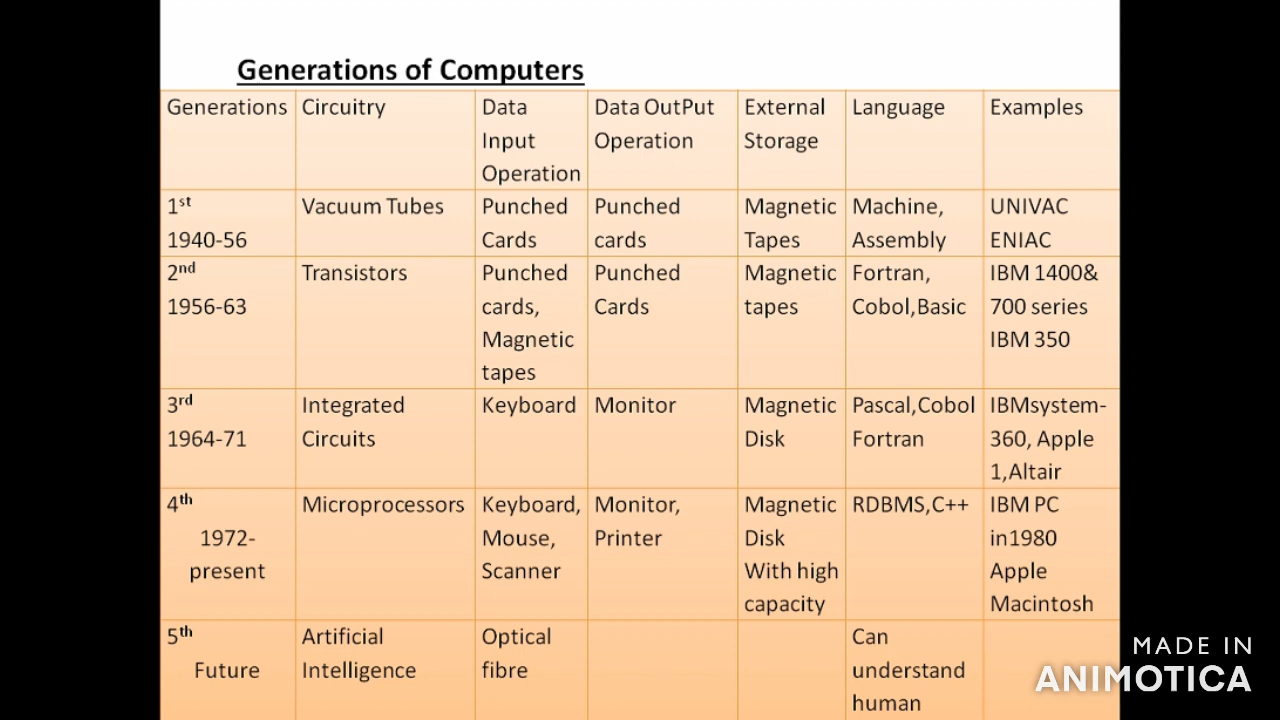 Generations of Computers
Generations Circuitry Data Input Operation Data OutPut Operation External Storage Language Examples
1st 1940-56 Vacuum Tubes Punched Cards Punched cards Magnetic Tapes Machine, Assembly UNIVAC ENIAC
2nd 1956-63 Transistors Punched cards, Magnetic tapes Punched Cards Magnetic tapes Fortran, Cobol,Basic IBM 1400& 700 series IBM 350
3rd 1964-71 Integrated Circuits Keyboard Monitor Magnetic Disk Pascal,Cobol Fortran IBMsystem-360, Apple 1,Altair
4th 1972-present Microprocessors Keyboard, Mouse, Scanner Monitor, Printer Magnetic Disk With high capacity RDBMS,C++ IBM PC in1980 Apple Macintosh
5th Future Artificial Intelligence Optical fibre Can understand human
MADE IN
ANIMOTICA